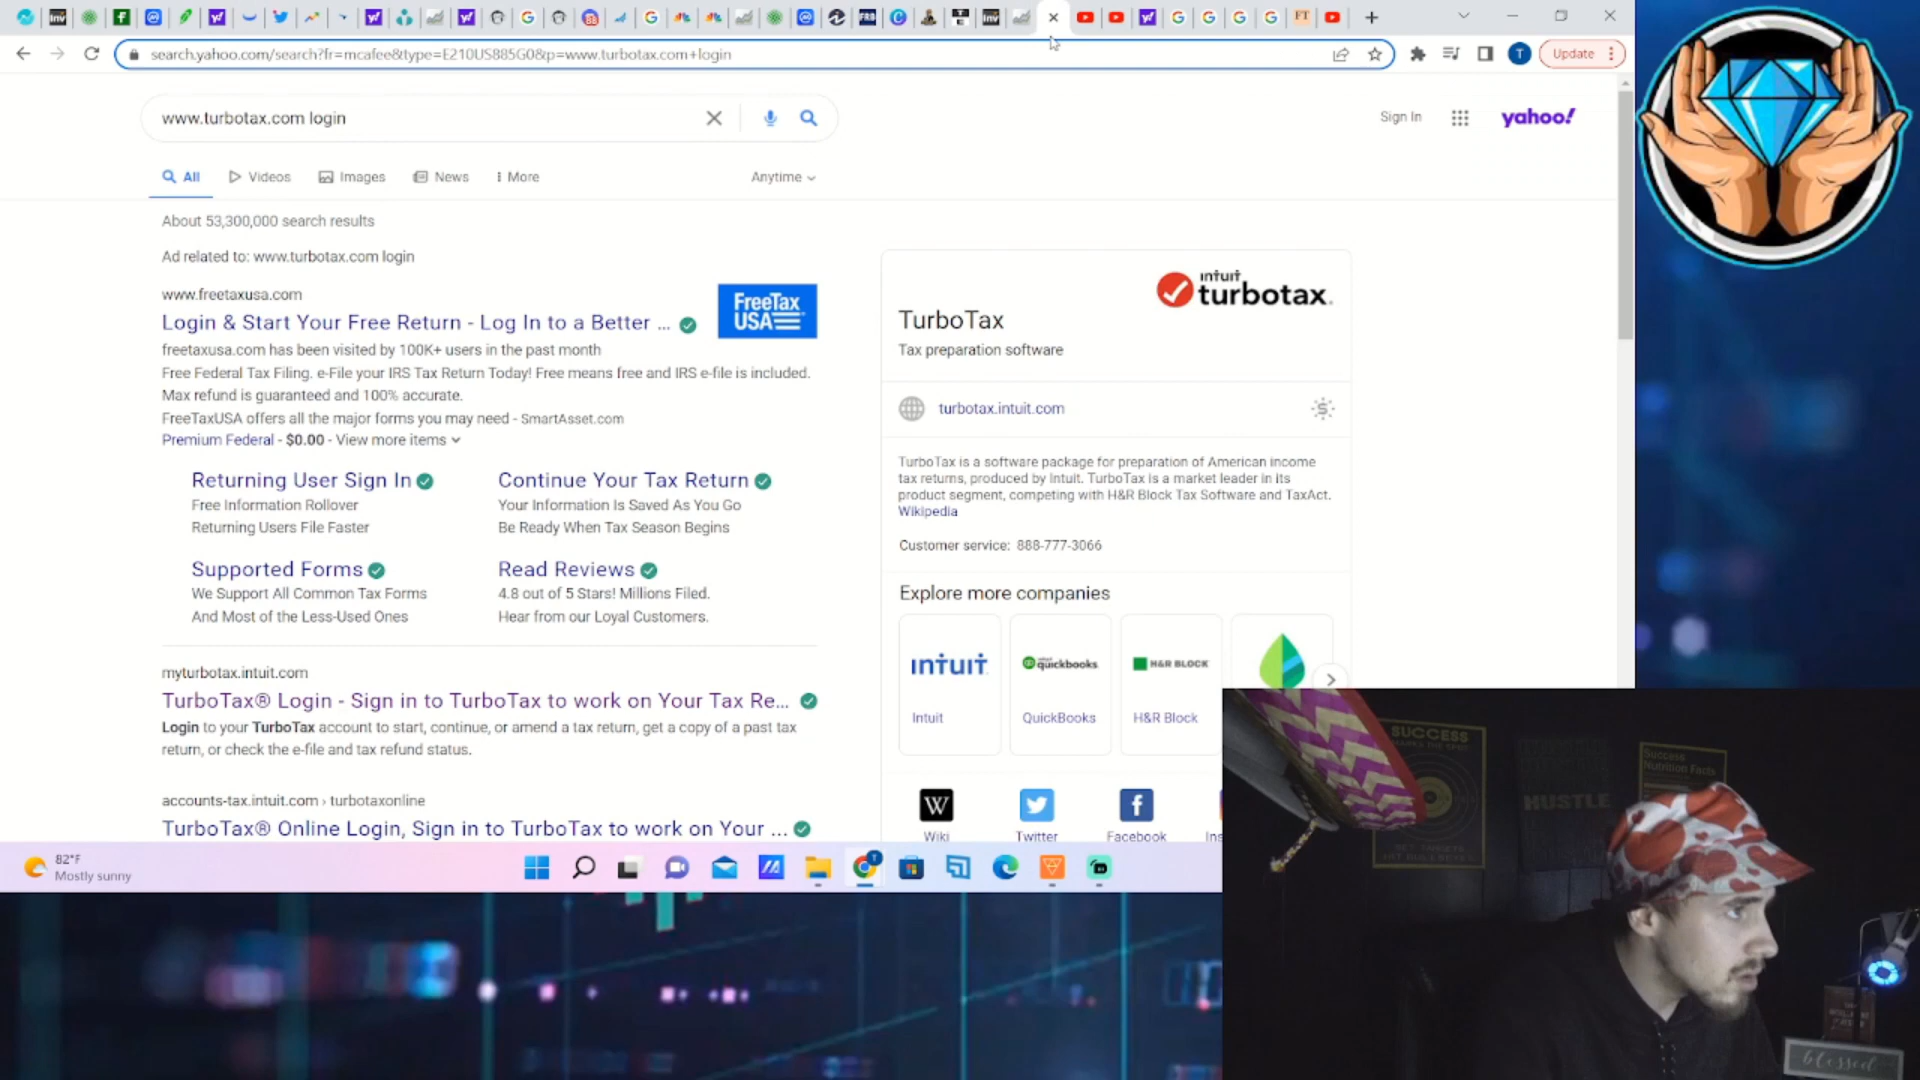 search.yahoo.com/search?fr=mcafee&type=E210US885G0&p=www.turbotax.com+login
T
Update
www.turbotax.com login
Sign In
yahoo!
All
Videos
Images
News
More
Anytime
About 53,300,000 search results
Ad related to: www.turbotax.com login
www.freetaxusa.com
Login & Start Your Free Return - Log In to a Better ...
FreeTax
USA
freetaxusa.com has been visited by 100K+ users in the past month
Free Federal Tax Filing. e-File your IRS Tax Return Today! Free means free and IRS e-file is included.
Max refund is guaranteed and 100% accurate.
FreeTaxUSA offers all the major forms you may need - SmartAsset.com
Premium Federal - $0.00 - View more items
Returning User Sign In
Free Information Rollover
Returning Users File Faster
Continue Your Tax Return
Your Information Is Saved As You Go
Be Ready When Tax Season Begins
Supported Forms
We Support All Common Tax Forms
And Most of the Less-Used Ones
Read Reviews
4.8 out of 5 Stars! Millions Filed.
Hear from our Loyal Customers.
myturbotax.intuit.com
TurboTax® Login - Sign in to TurboTax to work on Your Tax Re...
Login to your TurboTax account to start, continue, or amend a tax return, get a copy of a past tax
return, or check the e-file and tax refund status.
accounts-tax.intuit.com › turbotaxonline
TurboTax® Online Login, Sign in to TurboTax to work on Your ...
intuit
turbotax.
TurboTax
Tax preparation software
turbotax.intuit.com
TurboTax is a software package for preparation of American income
tax returns, produced by Intuit. TurboTax is a market leader in its
product segment, competing with H&R Block Tax Software and TaxAct.
Wikipedia
Customer service: 888-777-3066
Explore more companies
intuit
quickbooks
H&R BLOCK
Intuit
QuickBooks
H&R Block
W
Wiki
Twitter
Facebook
82°F
Mostly sunny
SUCCESS
HUSTLE
Success
Nutrition Facts
blessed